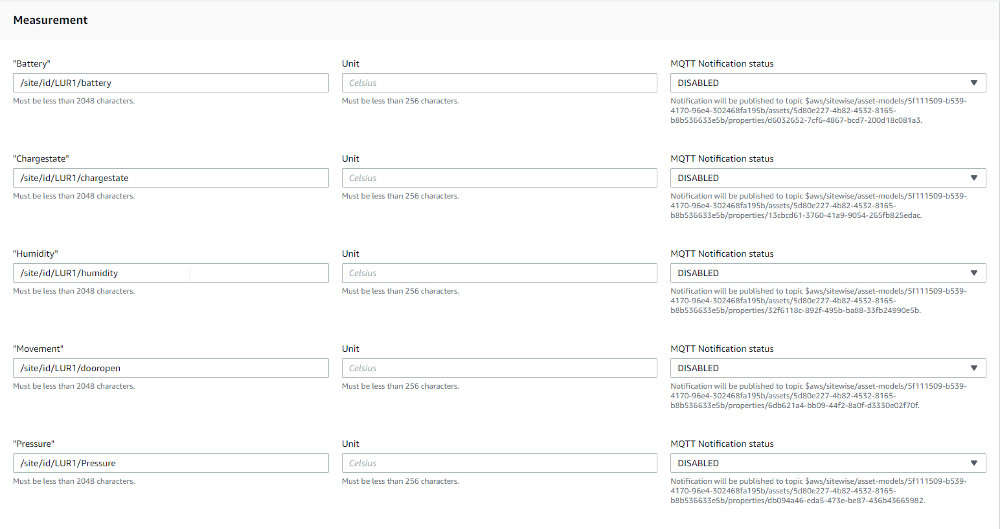 Measurement
"Battery"
Unit
MQTT Notification status
/site/id/LUR1/battery
Celsius
DISABLED
Must be less than 2048 characters.
Must be less than 256 characters.
Notification will be published to topic $aws/sitewise/asset-models/5f111509-b539-
4170-96e4-302468fa195b/assets/5d80e227-4b82-4532-8165-
b8b536633e5b/properties/d6032652-7cf6-4867-bcd7-200d18c081a3.
"Chargestate"
Unit
MQTT Notification status
/site/id/LUR1/chargestate
Celsius
DISABLED
Must be less than 2048 characters.
Must be less than 256 characters.
Notification will be published to topic $aws/sitewise/asset-models/5f111509-b539-
4170-96e4-302468fa195b/assets/5d80e227-4b82-4532-8165-
b8b536633e5b/properties/13cbcd61-3760-41a9-9054-265fb825edac.
"Humidity"
Unit
MQTT Notification status
/site/id/LUR1/humidity
Celsius
DISABLED
Must be less than 2048 characters.
Must be less than 256 characters.
Notification will be published to topic $aws/sitewise/asset-models/5f111509-b539-
4170-96e4-302468fa195b/assets/5d80e227-4b82-4532-8165-
b8b536633e5b/properties/32f6118c-892f-495b-ba88-33fb24990e5b.
"Movement"
Unit
MQTT Notification status
/site/id/LUR1/dooropen
Celsius
DISABLED
Must be less than 2048 characters.
Must be less than 256 characters.
Notification will be published to topic $aws/sitewise/asset-models/5f111509-b539-
4170-96e4-302468fa195b/assets/5d80e227-4b82-4532-8165-
b8b536633e5b/properties/6db621a4-bb09-44f2-8a0f-d3330e02f70f.
"Pressure"
Unit
MQTT Notification status
/site/id/LUR1/Pressure
Celsius
DISABLED
Must be less than 2048 characters.
Must be less than 256 characters.
Notification will be published to topic $aws/sitewise/asset-models/5f111509-b539-
4170-96e4-302468fa195b/assets/5d80e227-4b82-4532-8165-
b8b536633e5b/properties/db094a46-eda5-473e-be87-436b43665982.